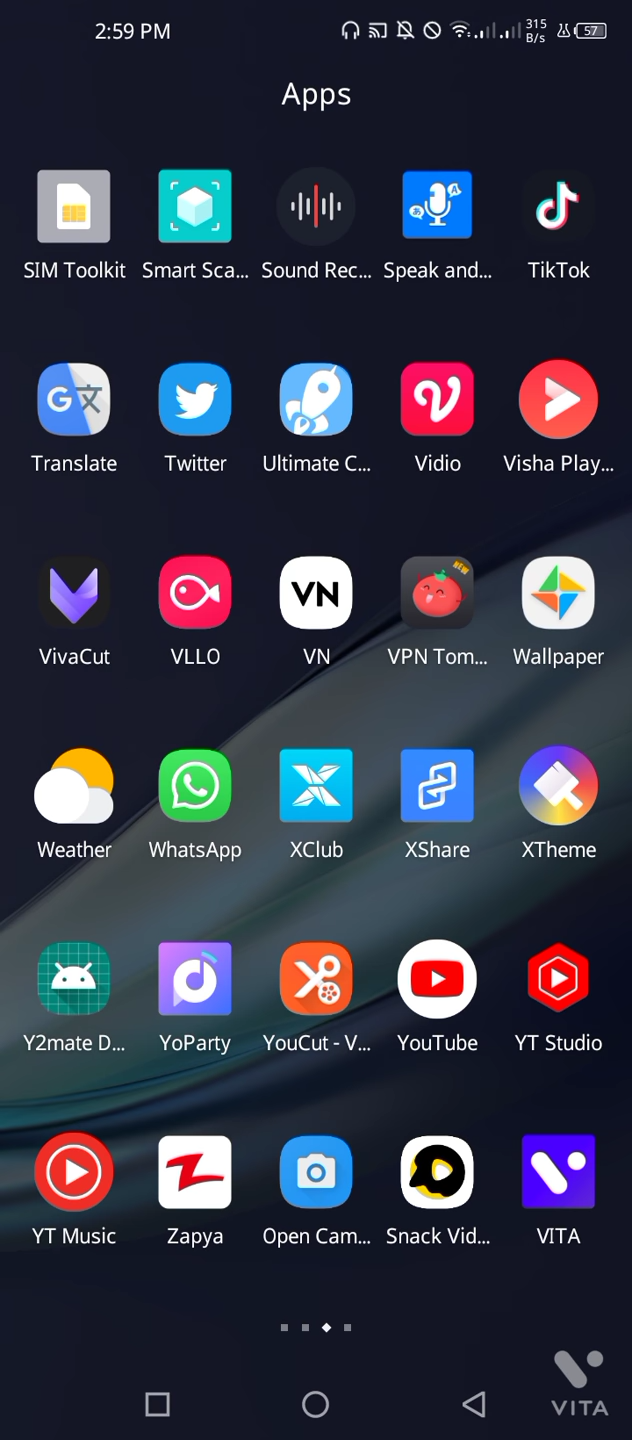 2:59 PM 315 B/s 57
Apps
SIM Toolkit Smart Sca... Sound Rec... Speak and... TikTok
Translate Twitter Ultimate C... Vidio Visha Play...
VN NEW
VivaCut VLLO VN VPN Tom... Wallpaper
Weather WhatsApp XClub XShare XTheme
Y2mate D... YoParty YouCut - V... YouTube YT Studio
YT Music Zapya Open Cam... Snack Vid... VITA
VITA